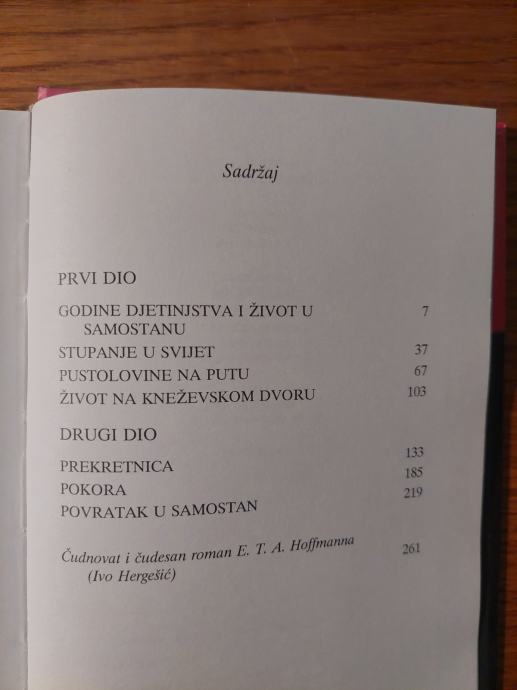 Sadržaj
PRVI DIO
GODINE DJETINJSTVA I ŽIVOT U 7
SAMOSTANU
STUPANJE U SVIJET 37
PUSTOLOVINE NA PUTU 67
ŽIVOT NA KNEŽEVSKOM DVORU 103
DRUGI DIO
PREKRETNICA 133
POKORA 185
POVRATAK U SAMOSTAN 219
Čudnovat i čudesan roman E. T. A. Hoffmanna 261
(Ivo Hergešić)